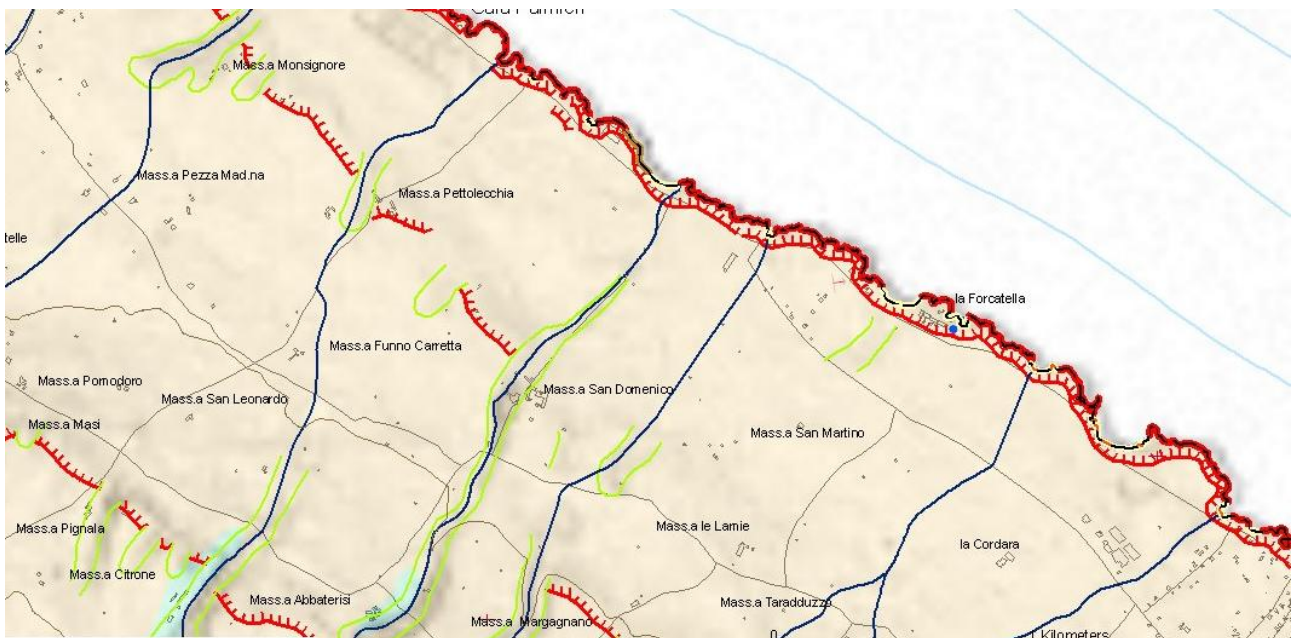 Mass.a Monsignore
Mass.a Pezza Mad.na
Mass.a Pettolecchia
telle
la Forcatella
Mass.a Funno Carretta
Mass.a Pomodoro
Mass.a San Domenico
Mass.a San Leonardo
Mass.a Masi
Mass.a San Martino
Mass.a Pignala
Mass.a le Lamie
la Cordara
Mass.a Citrone
Mass.a Abbaterisi
Mass.a Taradduzzo
Mass.a Margagnano
0
Kilometers